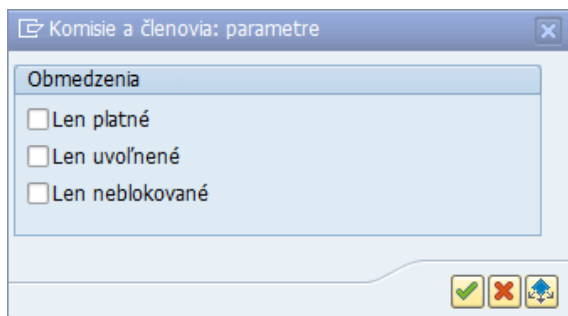 Komisie a členovia: parametre
Obmedzenia
Len platné
Len uvoľnené
Len neblokované